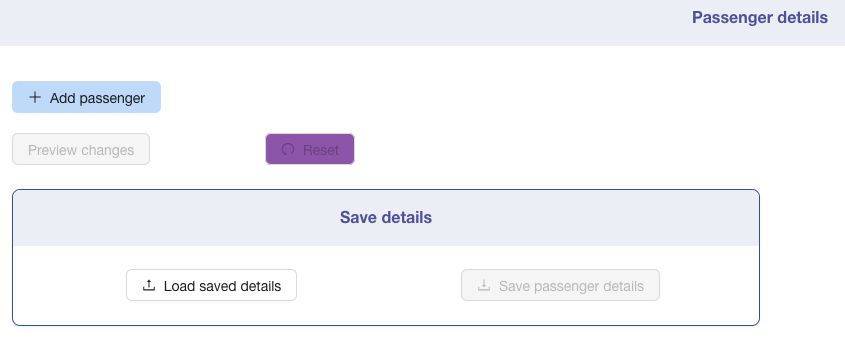 Passenger details
Add passenger
Preview changes
Reset
Save details
Load saved details
Save passenger details